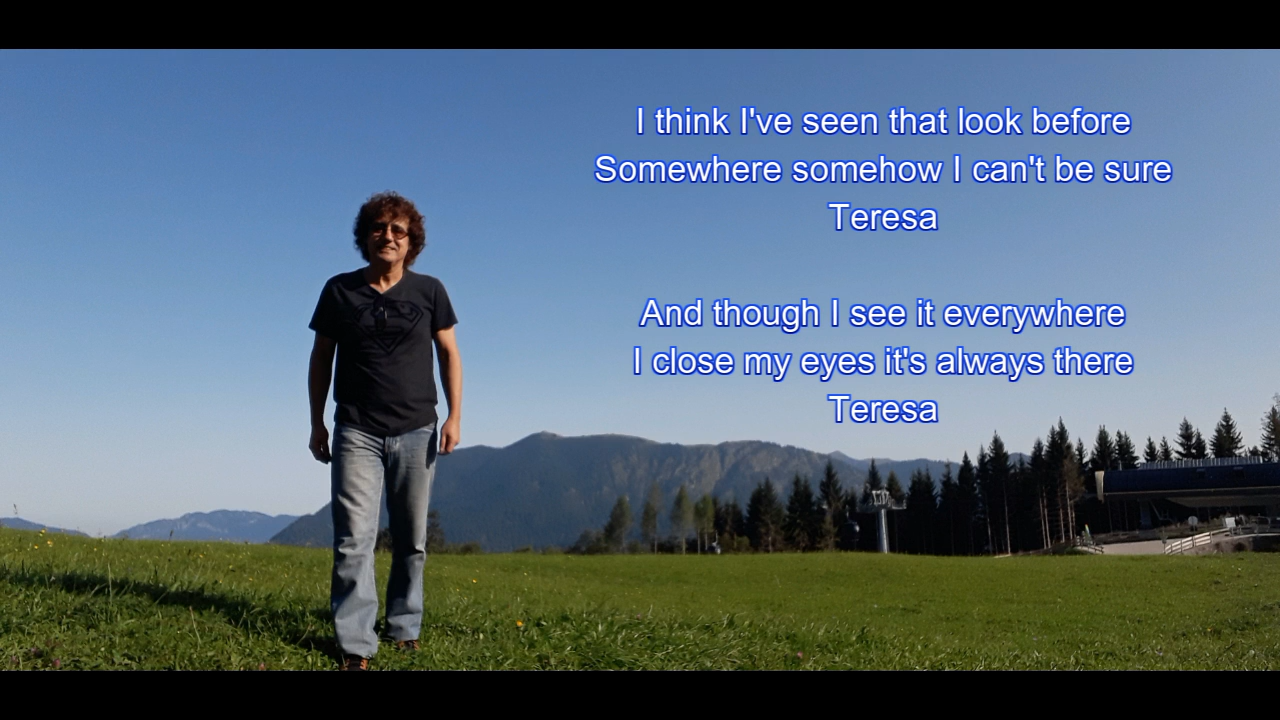 I think I've seen that look before
Somewhere somehow I can't be sure
Teresa
And though I see it everywhere
I close my eyes it's always there
Teresa